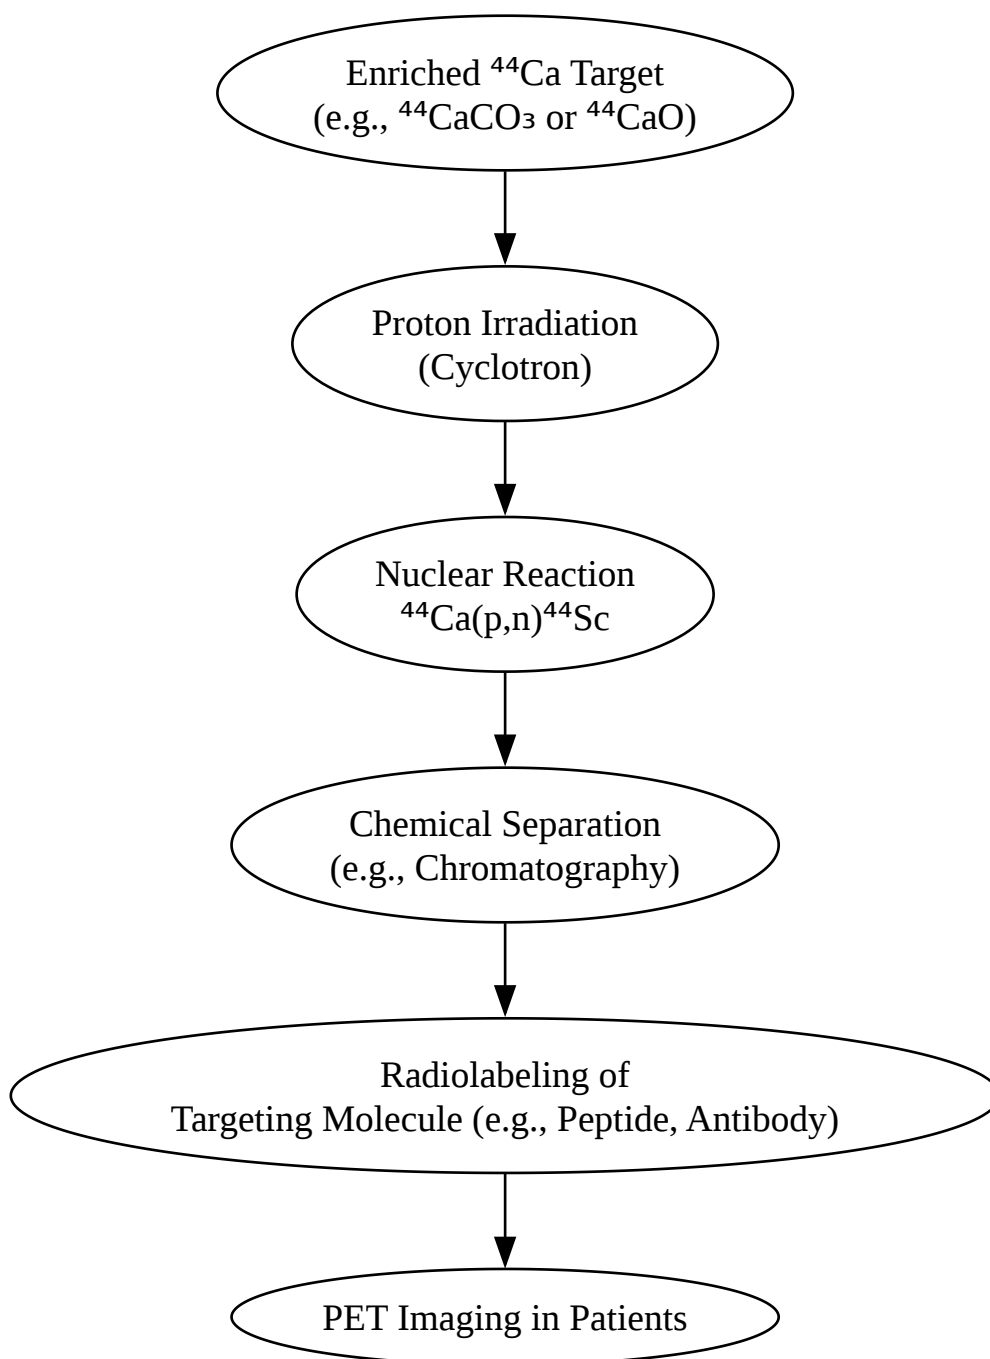 Enriched ⁴⁴Ca Target
(e.g., ⁴⁴CaCO₃ or ⁴⁴CaO)
Proton Irradiation
(Cyclotron)
Nuclear Reaction
⁴⁴Ca(p,n)⁴⁴Sc
Chemical Separation
(e.g., Chromatography)
Radiolabeling of
Targeting Molecule (e.g., Peptide, Antibody)
PET Imaging in Patients